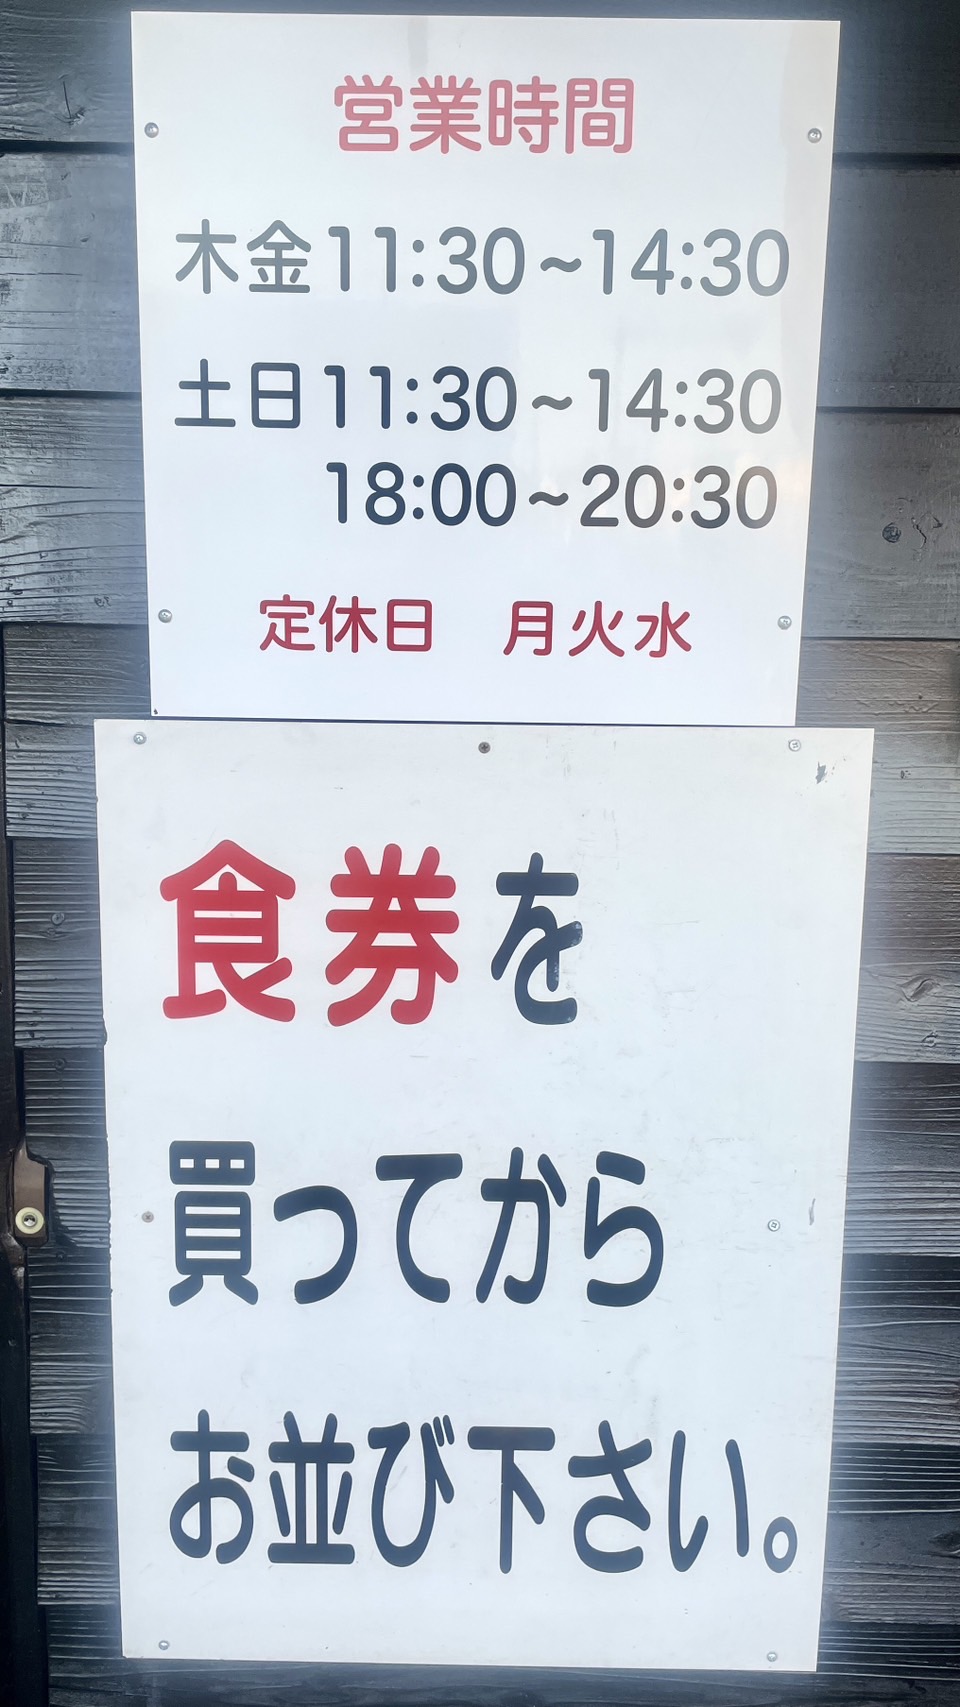 営業時間
木金11:30~14:30
土日11:30~14:30
18:00~20:30
定休日　月火水
食券を
買ってから
お並び下さい。